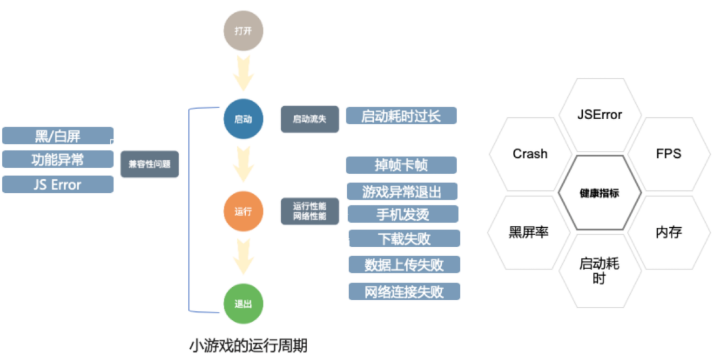 打开
启动
启动流失
启动耗时过长
黑/白屏
功能异常
JS Error
兼容性问题
运行
运行性能
网络性能
掉帧卡帧
游戏异常退出
手机发烫
下载失败
数据上传失败
网络连接失败
退出
小游戏的运行周期
JSError
Crash
FPS
健康指标
黑屏率
内存
启动耗
时